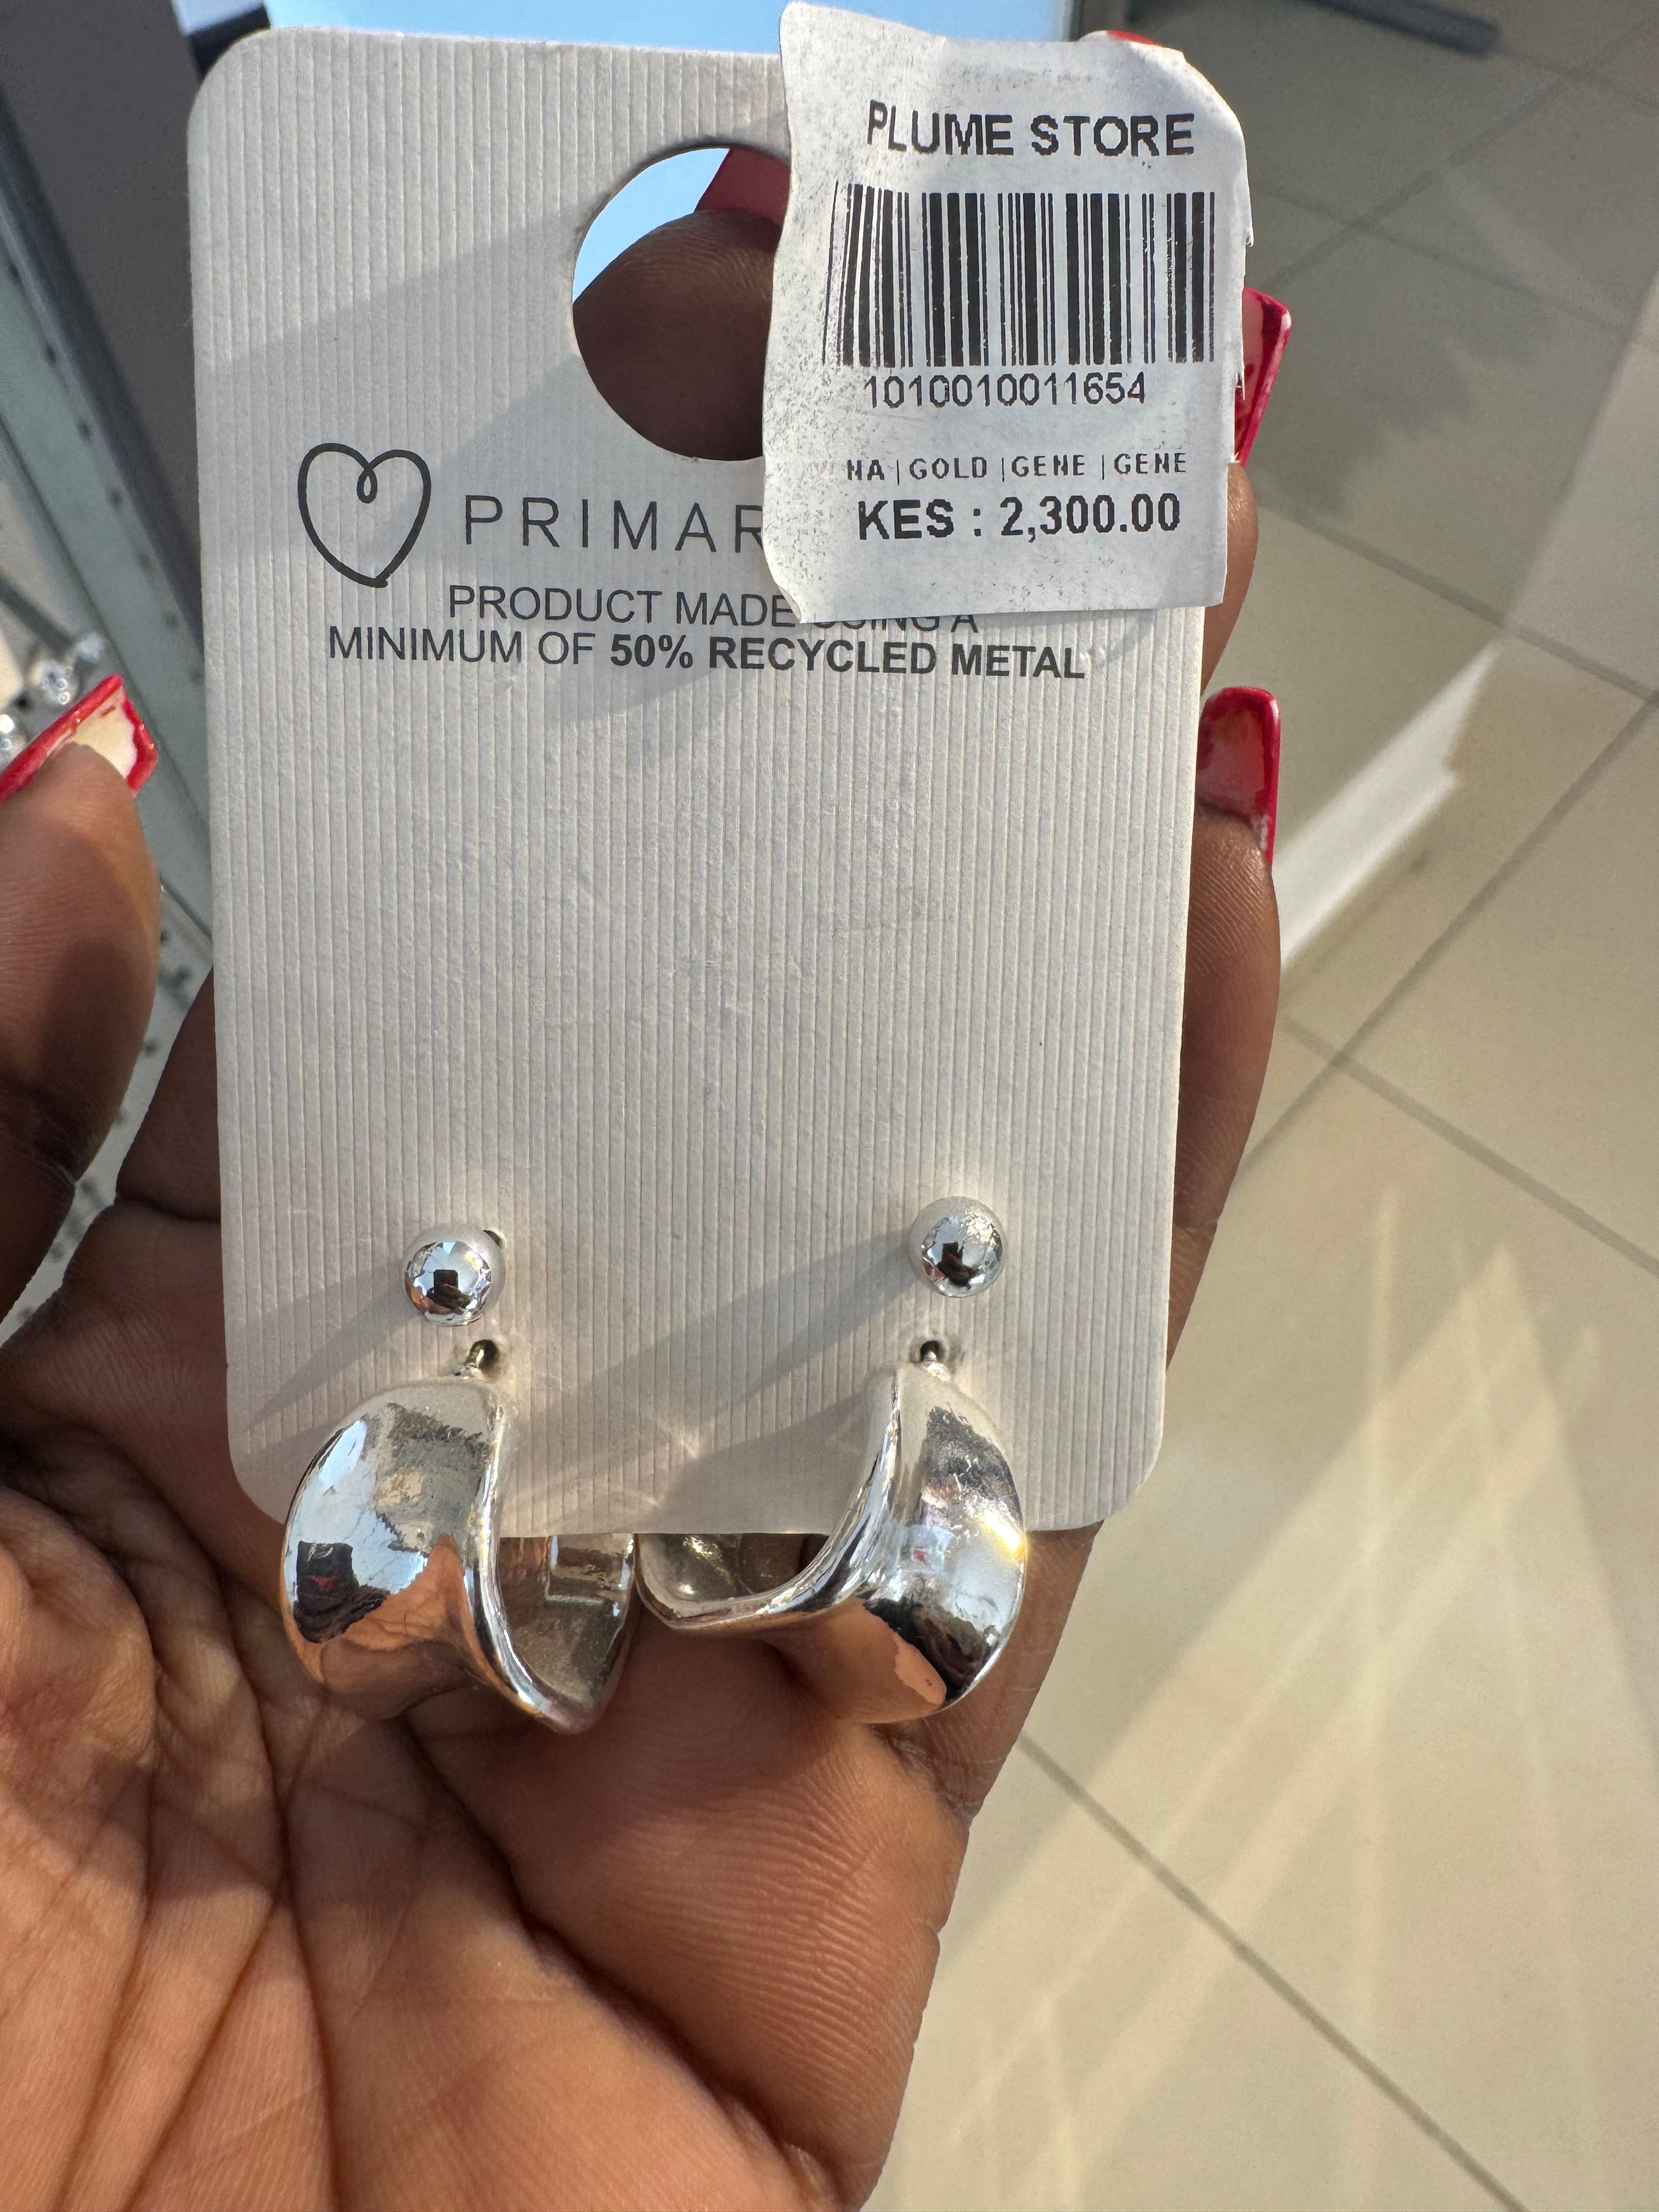 PLUME STORE
1010010011654
NA | GOLD | GENE | GENE
KES : 2,300.00
PRIMAR
PRODUCT MADE USING A
MINIMUM OF 50% RECYCLED METAL